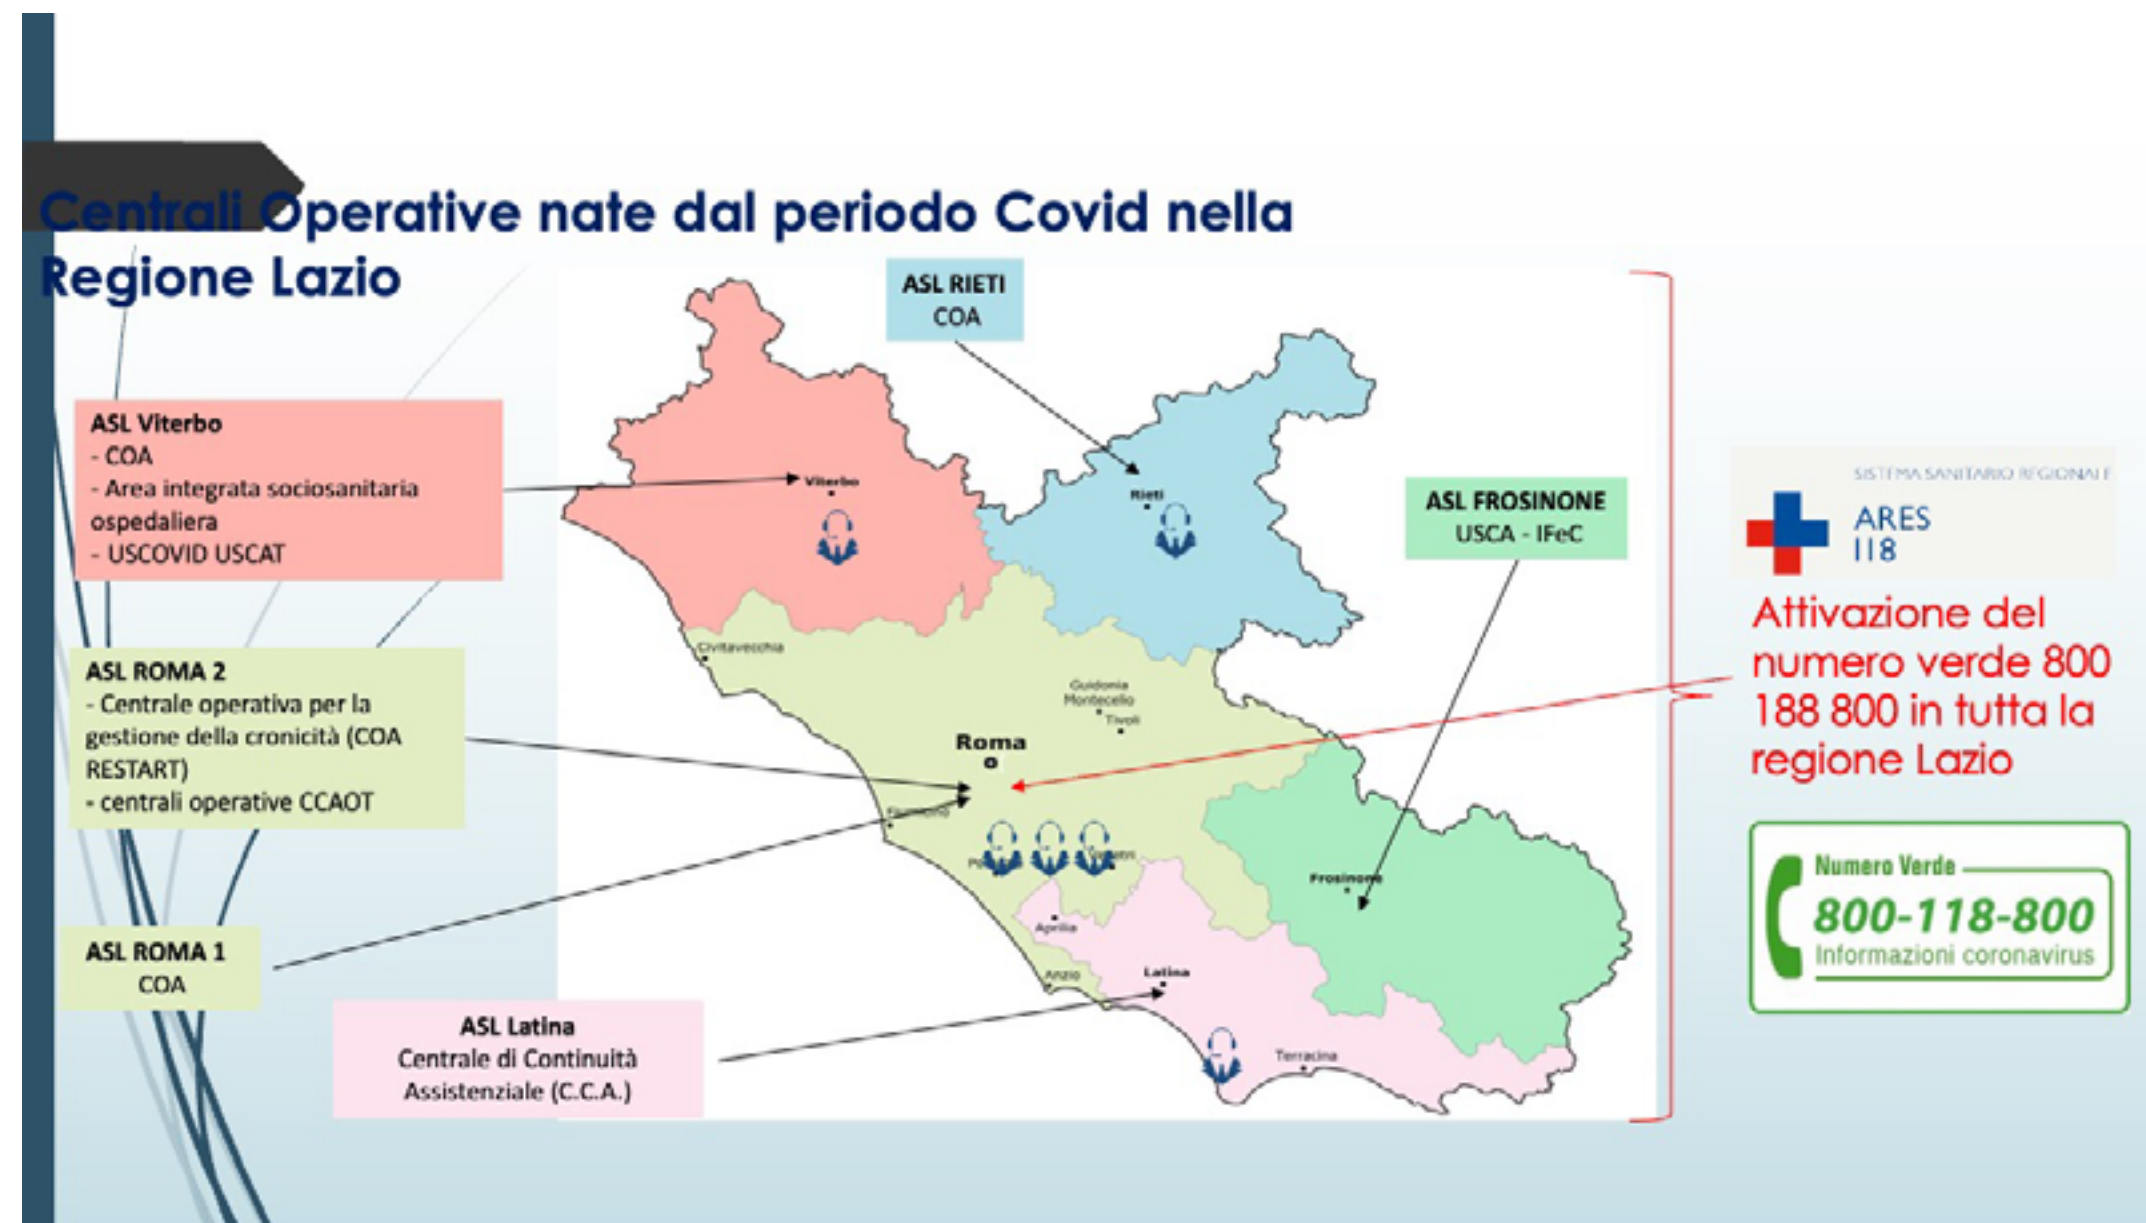 Centrali Operative nate dal periodo Covid nella
Regione Lazio
ASL RIETI
COA
ASL Viterbo
- COA
- Area integrata sociosanitaria
ospedaliera
- USCOVID USCAT
Viterbo
Rieti
ASL FROSINONE
USCA - IFeC
SISTEMA SANITARIO REGIONALE
ARES
118
Attivazione del
numero verde 800
188 800 in tutta la
regione Lazio
ASL ROMA 2
- Centrale operativa per la
gestione della cronicità (COA
RESTART)
- centrali operative CCAOT
Civitavecchia
Guidonia
Montecelio
Tivoli
Roma
Frosinone
Numero Verde
800-118-800
Informazioni coronavirus
ASL ROMA 1
COA
Aprilia
Anzio
Latina
ASL Latina
Centrale di Continuità
Assistenziale (C.C.A.)
Terracina